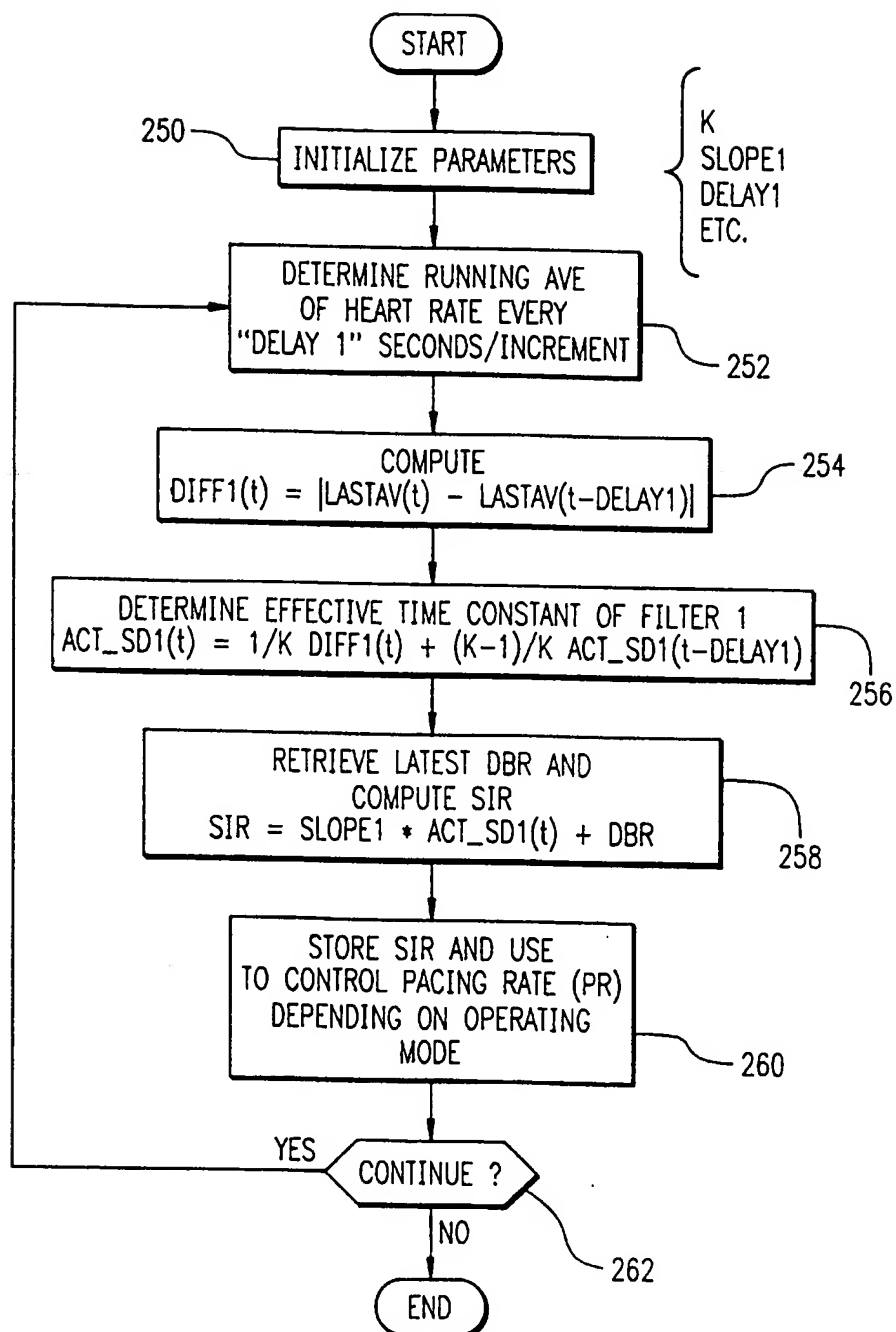 START
250
INITIALIZE PARAMETERS
K
SLOPE1
DELAY1
ETC.
DETERMINE RUNNING AVE
OF HEART RATE EVERY
"DELAY 1" SECONDS/INCREMENT
252
COMPUTE
DIFF1(t) = |LASTAV(t) - LASTAV(t-DELAY1)|
254
DETERMINE EFFECTIVE TIME CONSTANT OF FILTER 1
ACT_SD1(t) = 1/K DIFF1(t) + (K-1)/K ACT_SD1(t-DELAY1)
256
RETRIEVE LATEST DBR AND
COMPUTE SIR
SIR = SLOPE1 * ACT_SD1(t) + DBR
258
STORE SIR AND USE
TO CONTROL PACING RATE (PR)
DEPENDING ON OPERATING
MODE
260
YES
CONTINUE ?
NO
262
END